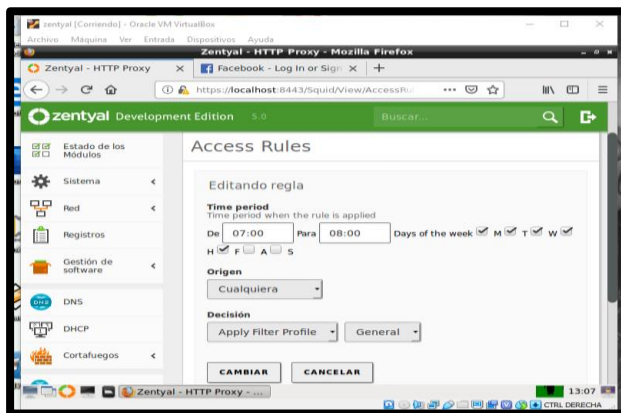 zentyal [Corriendo] - Oracle VM VirtualBox
Archivo Máquina Ver Entrada Dispositivos Ayuda
Zentyal - HTTP Proxy - Mozilla Firefox
Zentyal - HTTP Proxy
Facebook - Log In or Sign
https://localhost:8443/Squid/View/AccessRu
zentyal Development Edition 5.0
Buscar...
Estado de los
Módulos
Sistema
Red
Registros
Gestión de
software
DNS
DHCP
Cortafuegos
Access Rules
Editando regla
Time period
Time period when the rule is applied
De 07:00 Para 08:00 Days of the week M T W
H F A S
Origen
Cualquiera
Decisión
Apply Filter Profile General
CAMBIAR CANCELAR
Zentyal - HTTP Proxy - ...
13:07
CTRL DERECHA